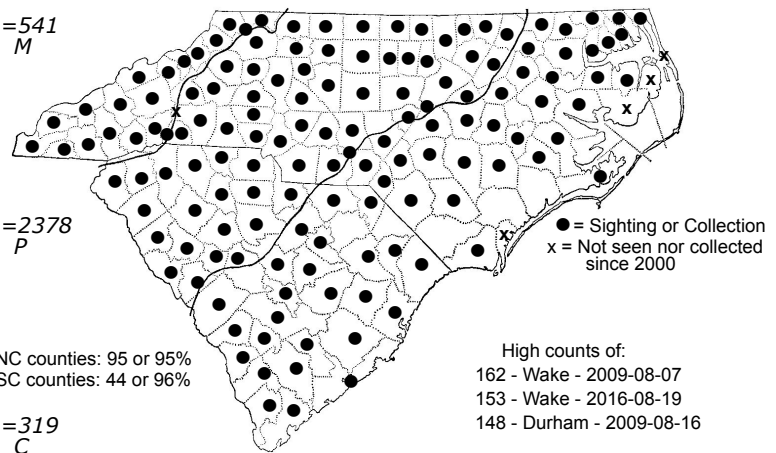 =541
M
=2378
P
● = Sighting or Collection
x = Not seen nor collected
since 2000
NC counties: 95 or 95%
SC counties: 44 or 96%
High counts of:
162 - Wake - 2009-08-07
153 - Wake - 2016-08-19
148 - Durham - 2009-08-16
=319
C